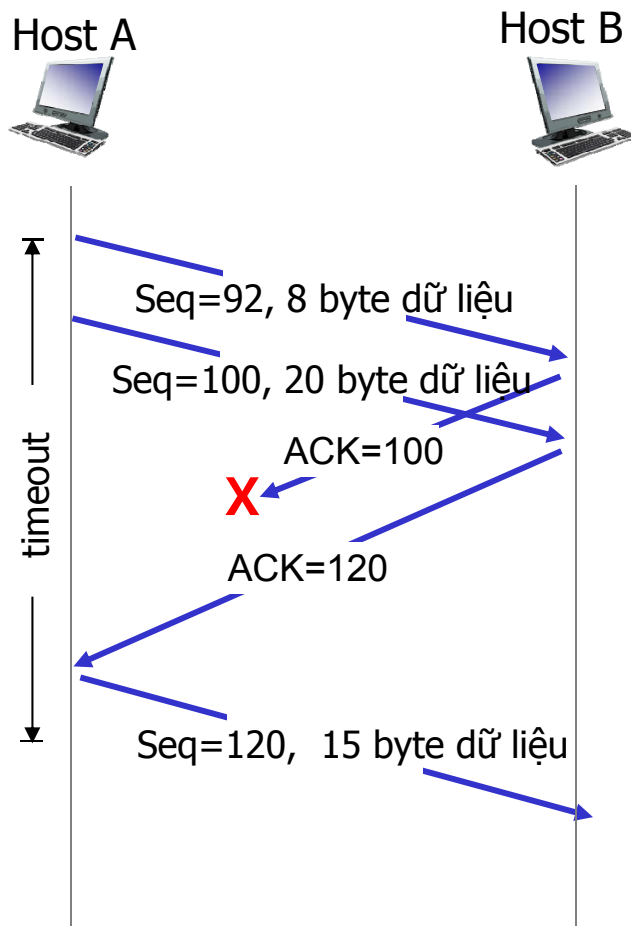 Host A
Host B
Seq=92, 8 byte dữ liệu
Seq=100, 20 byte dữ liệu
ACK=100
X
timeout
ACK=120
Seq=120, 15 byte dữ liệu